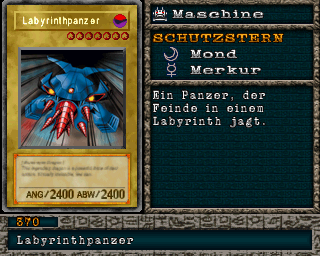 Labyrinthpanzer
ANG/2400 ABW/2400
Maschine
SCHUTZSTERN
Mond
Merkur
Ein Panzer, der
Feinde in einem
Labyrinth jagt.
370
Labyrinthpanzer